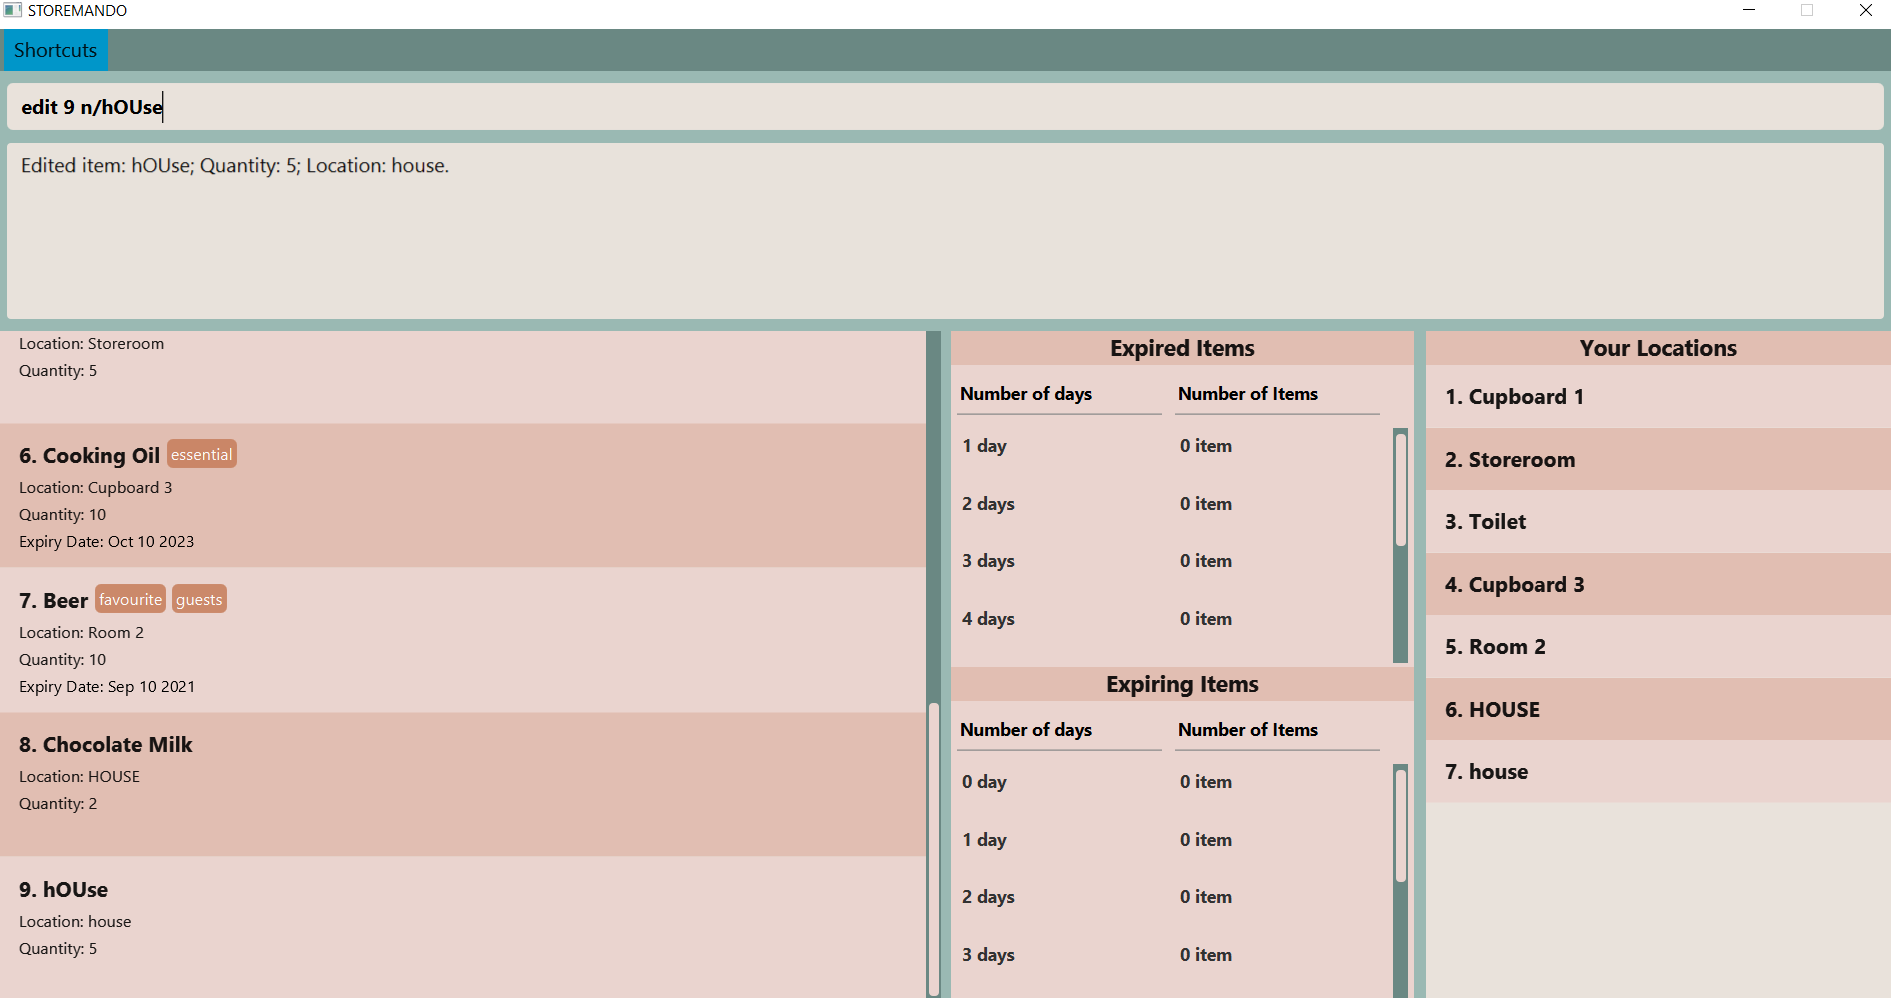 STOREMANDO
Shortcuts
edit 9 n/hOUse
Edited item: hOUse; Quantity: 5; Location: house.
Location: Storeroom
Quantity: 5
6. Cooking Oil essential
Location: Cupboard 3
Quantity: 10
Expiry Date: Oct 10 2023
7. Beer favourite guests
Location: Room 2
Quantity: 10
Expiry Date: Sep 10 2021
8. Chocolate Milk
Location: HOUSE
Quantity: 2
9. hOUse
Location: house
Quantity: 5
Expired Items
Number of days Number of Items
1 day 0 item
2 days 0 item
3 days 0 item
4 days 0 item
Expiring Items
Number of days Number of Items
0 day 0 item
1 day 0 item
2 days 0 item
3 days 0 item
Your Locations
1. Cupboard 1
2. Storeroom
3. Toilet
4. Cupboard 3
5. Room 2
6. HOUSE
7. house